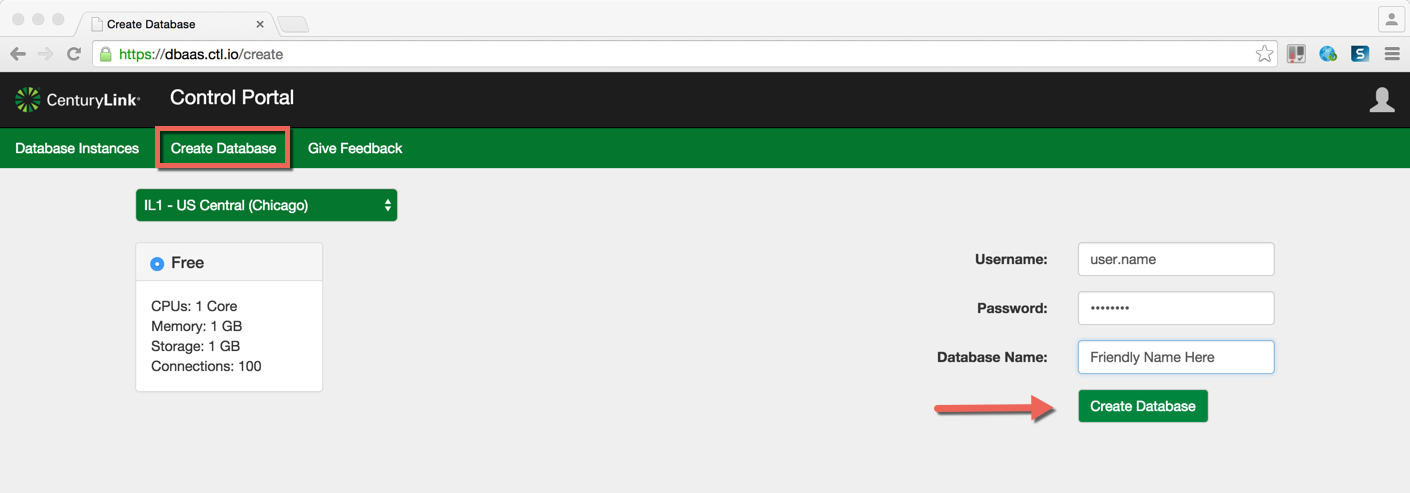 Create Database
https://dbaas.ctl.io/create
CenturyLink®
Control Portal
Database Instances
Create Database
Give Feedback
IL1 - US Central (Chicago)
Free
CPUs: 1 Core
Memory: 1 GB
Storage: 1 GB
Connections: 100
Username:
user.name
Password:
••••••••
Database Name:
Friendly Name Here
Create Database